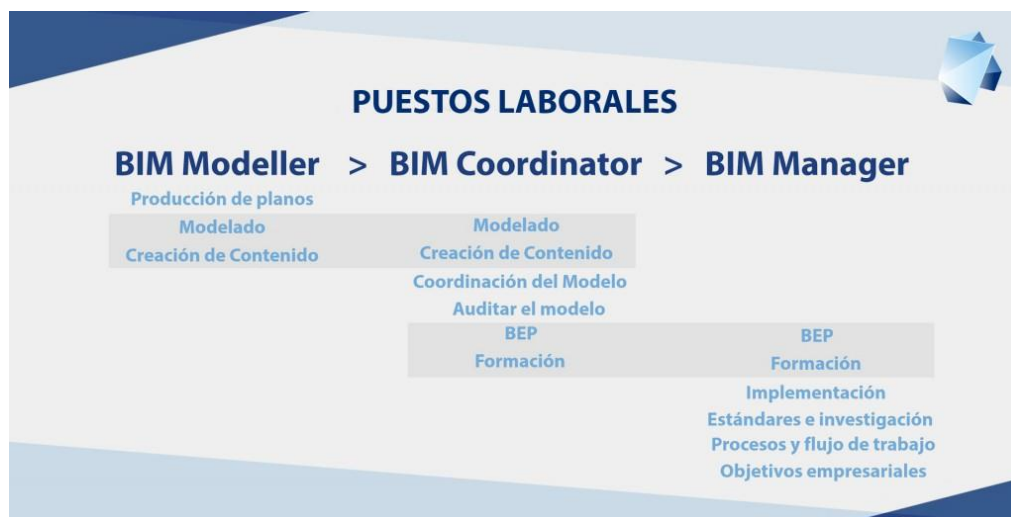 PUESTOS LABORALES
BIM Modeller > BIM Coordinator > BIM Manager
Producción de planos
Modelado
Creación de Contenido
Modelado
Creación de Contenido
Coordinación del Modelo
Auditar el modelo
BEP
Formación
BEP
Formación
Implementación
Estándares e investigación
Procesos y flujo de trabajo
Objetivos empresariales